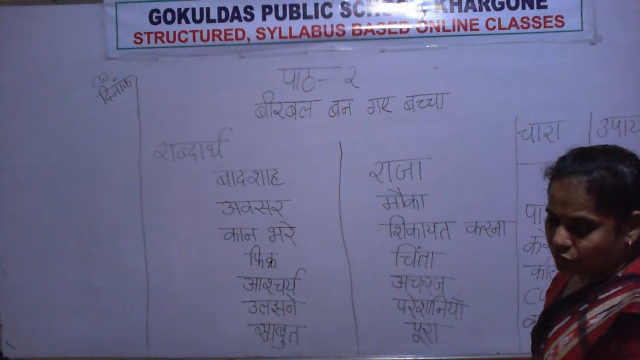 GOKULDAS PUBLIC SCHOOL, KHARGONE
STRUCTURED, SYLLABUS BASED ONLINE CLASSES
पाठ - २
दिनाँक
बीरबल बन गए बच्चा
चारा उपाय
शब्दार्थ
बादशाह राजा
अवसर मौका
कान भरे शिकायत करना
फिक्र चिंता
आश्चर्य अचरज
उलझने परेशानियाँ
साबुत पूरा